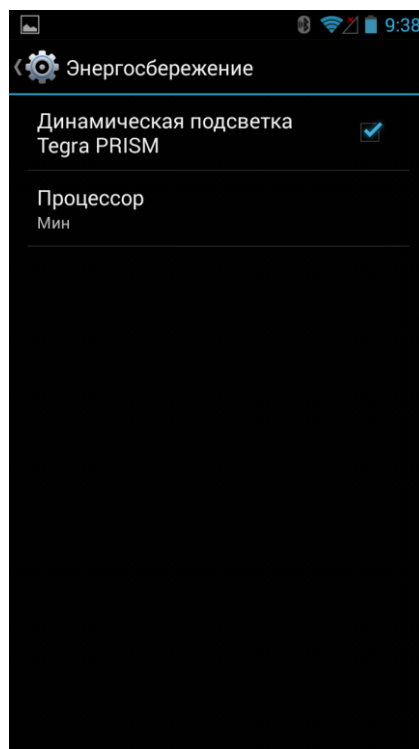 9:38
Энергосбережение
Динамическая подсветка
Tegra PRISM
Процессор
Мин